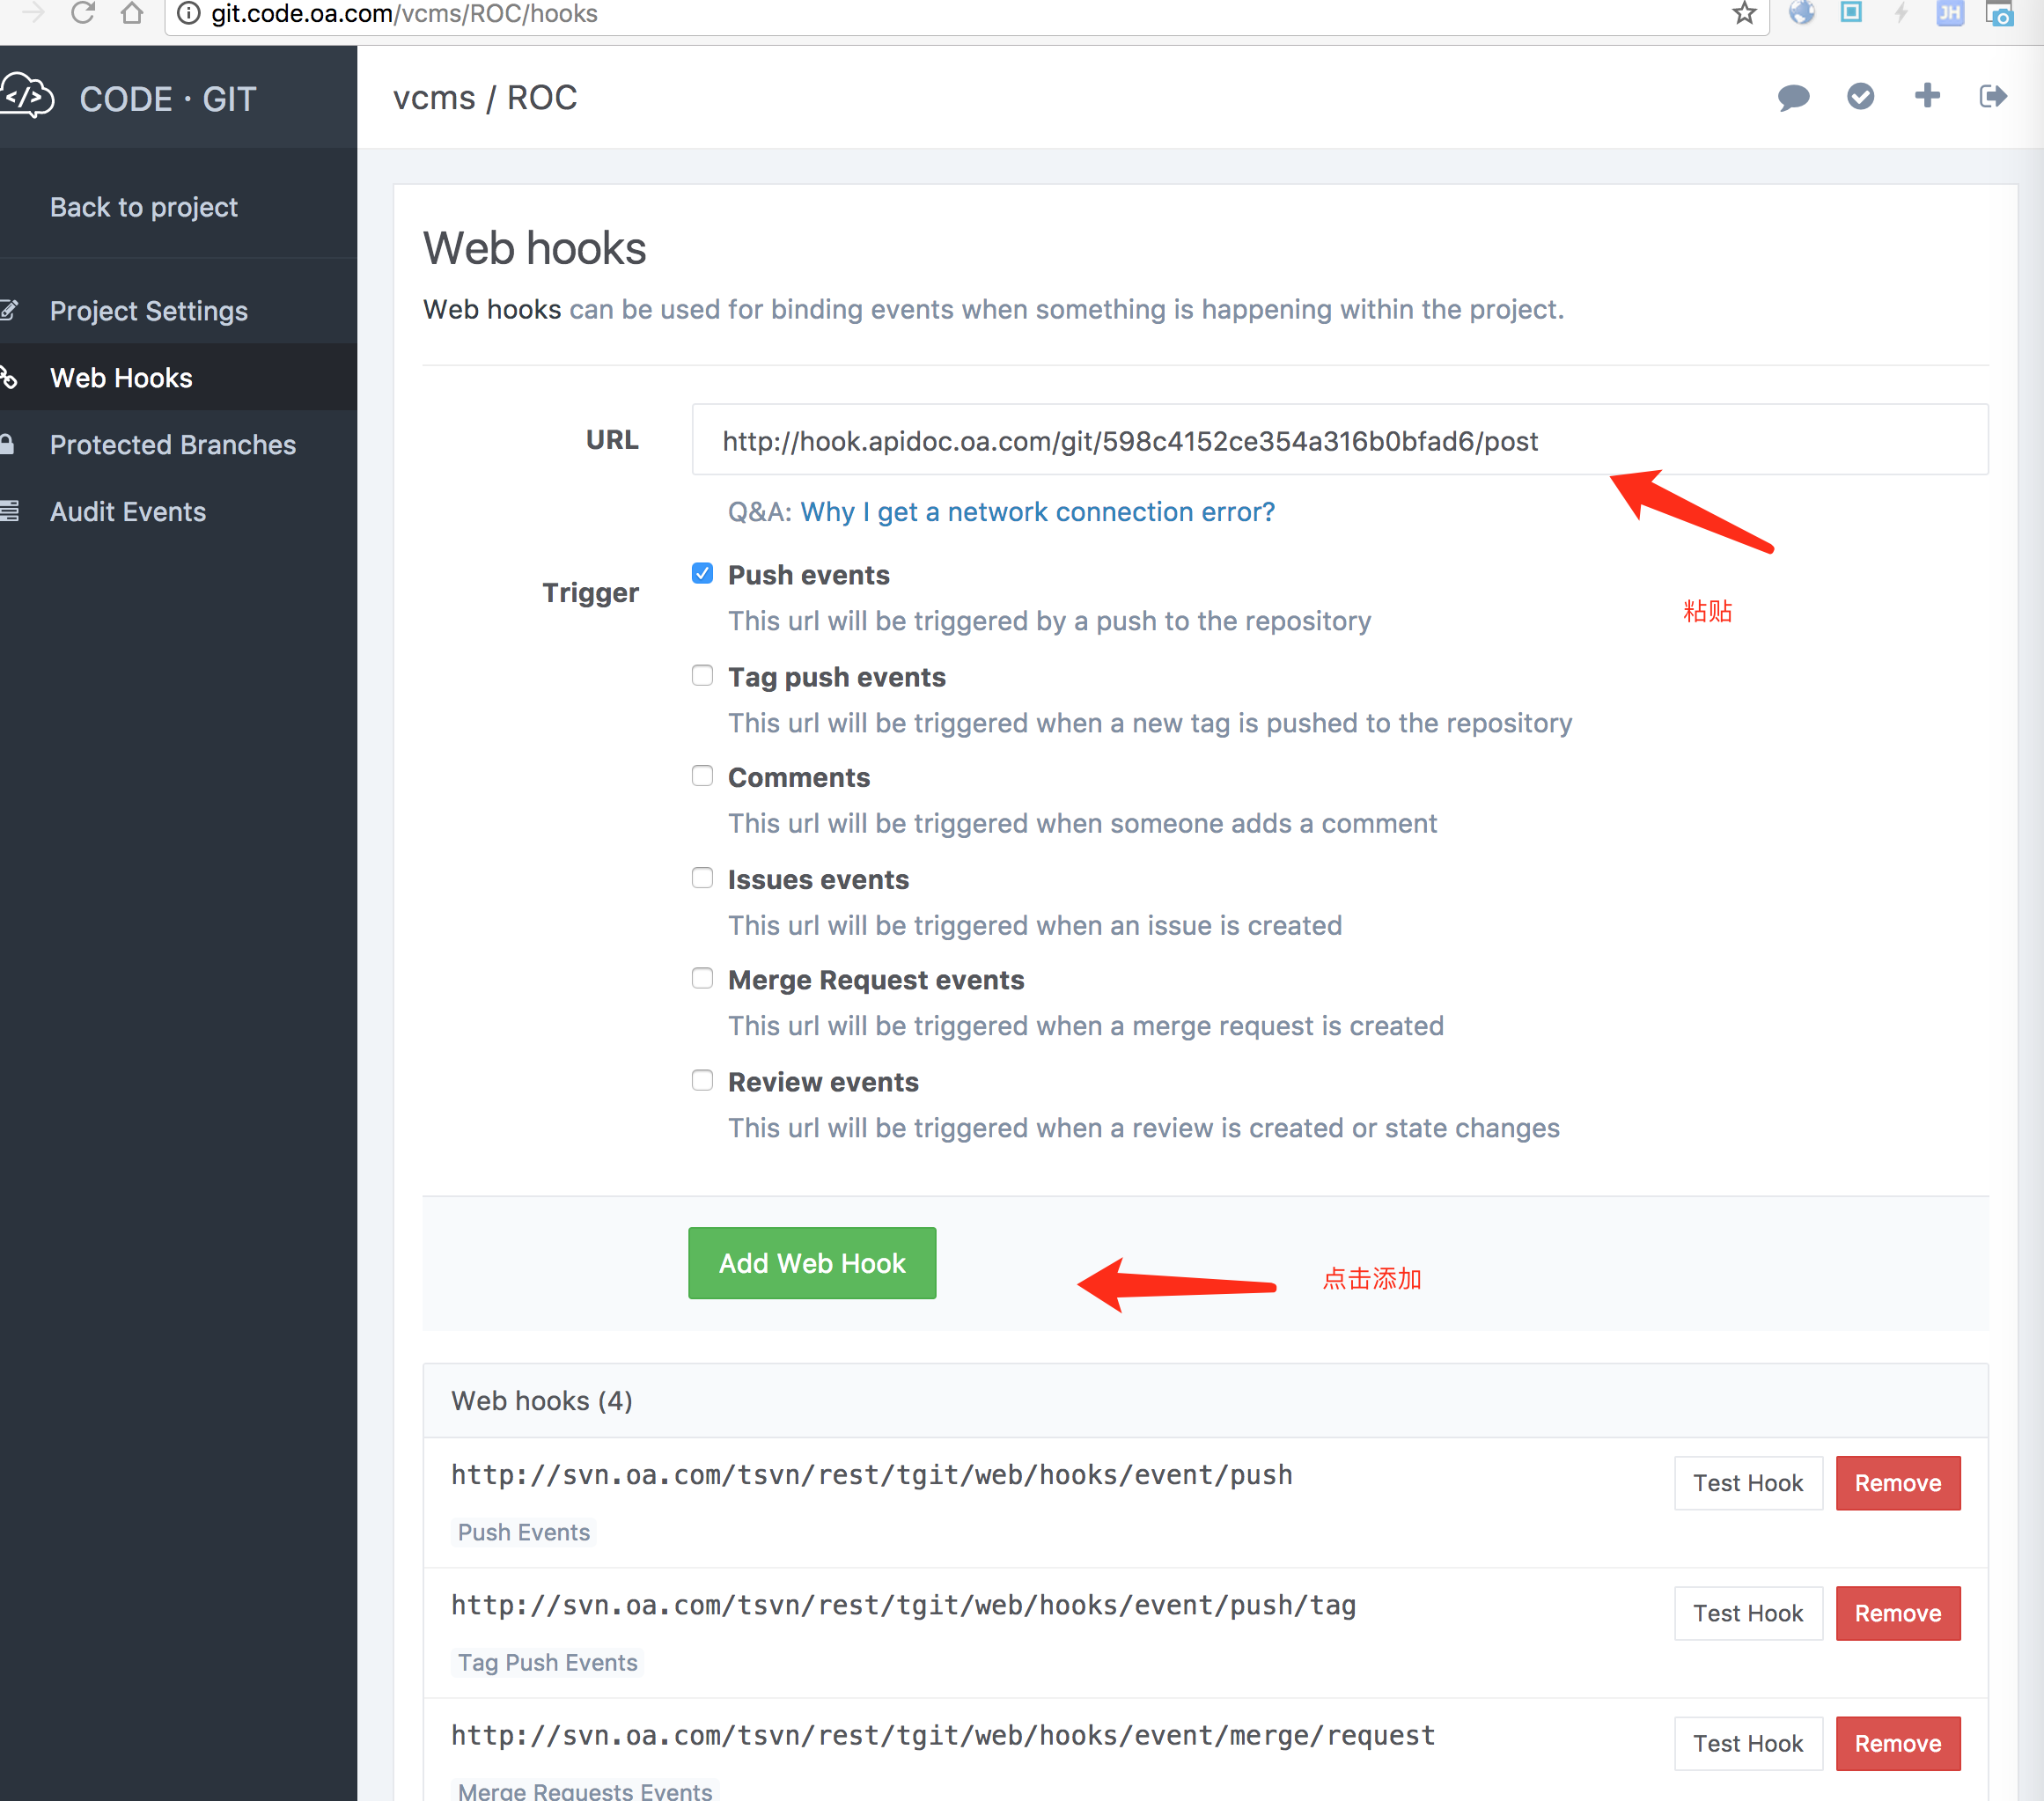 git.code.oa.com/vcms/ROC/hooks
JH
CODE · GIT
vcms / ROC
Back to project
Project Settings
Web Hooks
Protected Branches
Audit Events
Web hooks
Web hooks can be used for binding events when something is happening within the project.
URL
http://hook.apidoc.oa.com/git/598c4152ce354a316b0bfad6/post
Q&A: Why I get a network connection error?
粘贴
Trigger
Push events
This url will be triggered by a push to the repository
Tag push events
This url will be triggered when a new tag is pushed to the repository
Comments
This url will be triggered when someone adds a comment
Issues events
This url will be triggered when an issue is created
Merge Request events
This url will be triggered when a merge request is created
Review events
This url will be triggered when a review is created or state changes
Add Web Hook
点击添加
Web hooks (4)
http://svn.oa.com/tsvn/rest/tgit/web/hooks/event/push
Test Hook
Remove
Push Events
http://svn.oa.com/tsvn/rest/tgit/web/hooks/event/push/tag
Test Hook
Remove
Tag Push Events
http://svn.oa.com/tsvn/rest/tgit/web/hooks/event/merge/request
Test Hook
Remove
Merge Requests Events